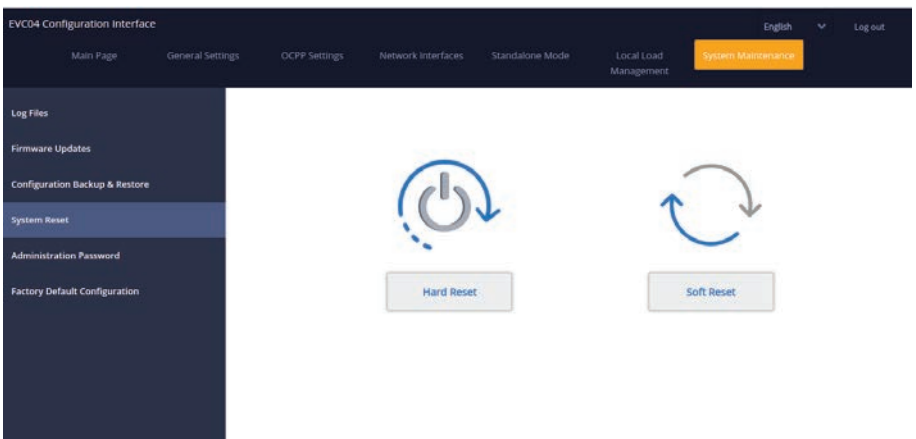 EVC04 Configuration Interface
English
Log out
Main Page
General Settings
OCPP Settings
Network Interfaces
Standalone Mode
Local Load
Management
System Maintenance
Log Files
Firmware Updates
Configuration Backup & Restore
System Reset
Administration Password
Factory Default Configuration
Hard Reset
Soft Reset